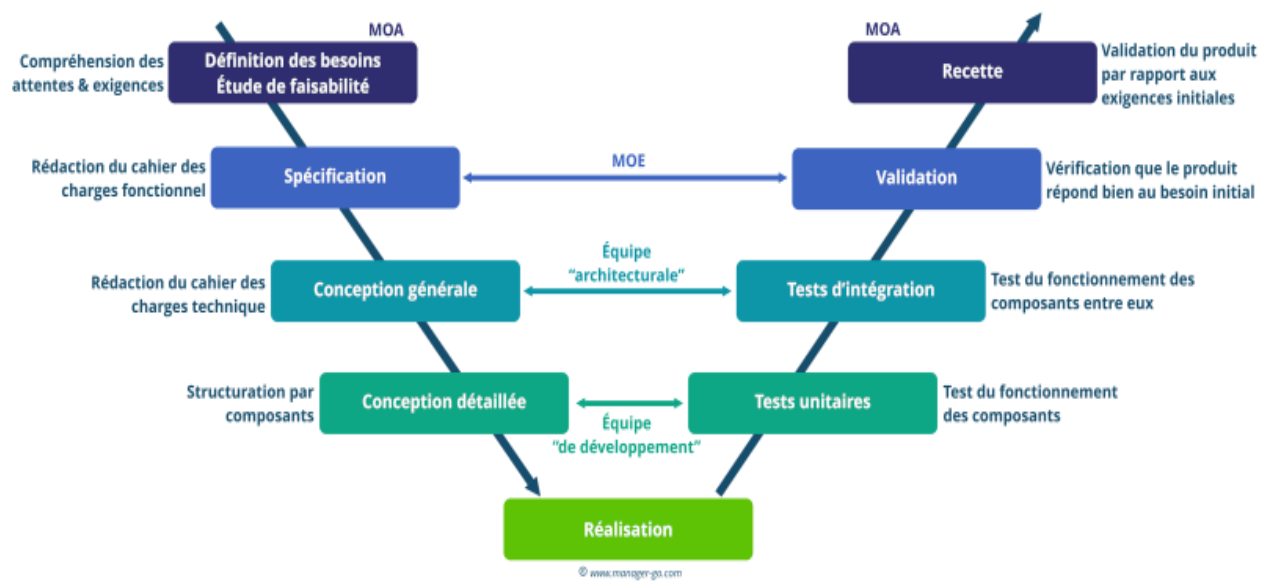 MOA
MOA
Compréhension des
attentes & exigences
Définition des besoins
Étude de faisabilité
Recette
Validation du produit
par rapport aux
exigences initiales
Rédaction du cahier des
charges fonctionnel
Spécification
MOE
Validation
Vérification que le produit
répond bien au besoin initial
Rédaction du cahier des
charges technique
Conception générale
Équipe
“architecturale”
Tests d’intégration
Test du fonctionnement des
composants entre eux
Structuration par
composants
Conception détaillée
Équipe
“de développement”
Tests unitaires
Test du fonctionnement
des composants
Réalisation
© www.manager-go.com